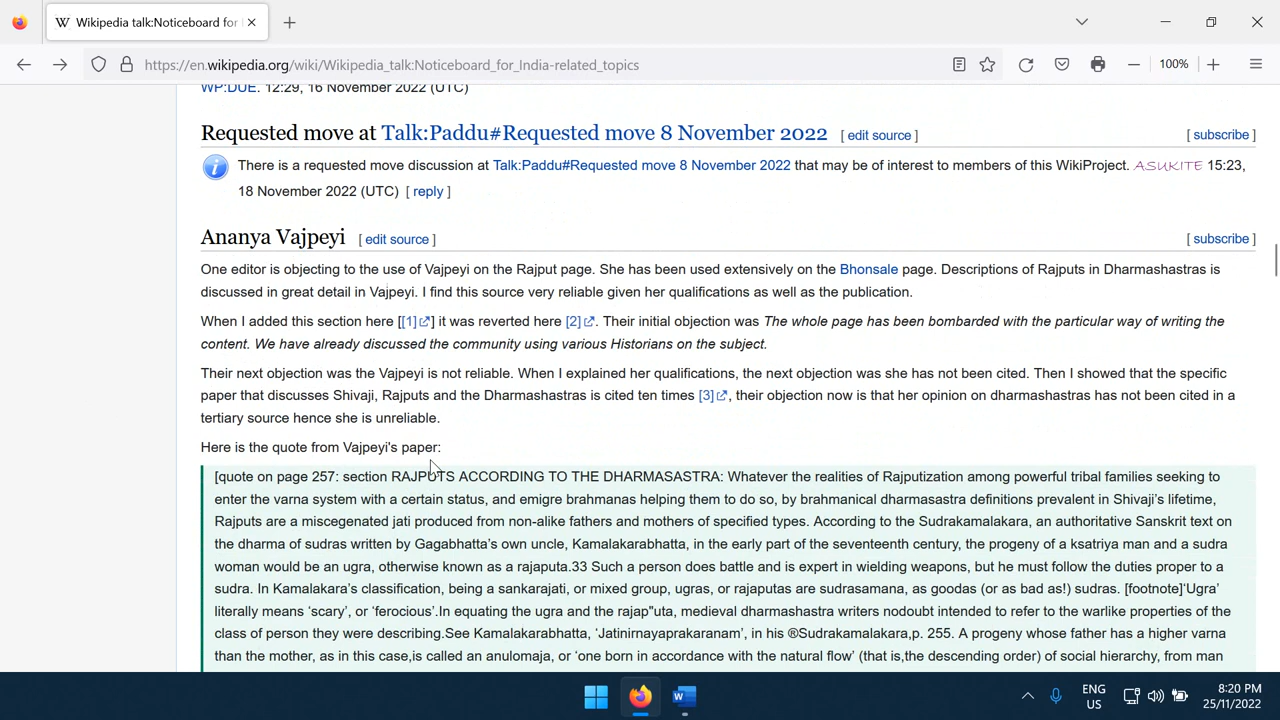 Wikipedia talk:Noticeboard for
https://en.wikipedia.org/wiki/Wikipedia_talk:Noticeboard_for_India-related_topics
100%
WP:DUE. 12:29, 16 November 2022 (UTC)
Requested move at Talk:Paddu#Requested move 8 November 2022 [ edit source ]
[ subscribe ]
There is a requested move discussion at Talk:Paddu#Requested move 8 November 2022 that may be of interest to members of this WikiProject. ASUKITE 15:23,
18 November 2022 (UTC) [ reply ]
Ananya Vajpeyi [ edit source ]
[ subscribe ]
One editor is objecting to the use of Vajpeyi on the Rajput page. She has been used extensively on the Bhonsale page. Descriptions of Rajputs in Dharmashastras is
discussed in great detail in Vajpeyi. I find this source very reliable given her qualifications as well as the publication.
When I added this section here [[1]] it was reverted here [2]. Their initial objection was The whole page has been bombarded with the particular way of writing the
content. We have already discussed the community using various Historians on the subject.
Their next objection was the Vajpeyi is not reliable. When I explained her qualifications, the next objection was she has not been cited. Then I showed that the specific
paper that discusses Shivaji, Rajputs and the Dharmashastras is cited ten times [3], their objection now is that her opinion on dharmashastras has not been cited in a
tertiary source hence she is unreliable.
Here is the quote from Vajpeyi's paper:
[quote on page 257: section RAJPUTS ACCORDING TO THE DHARMASASTRA: Whatever the realities of Rajputization among powerful tribal families seeking to
enter the varna system with a certain status, and emigre brahmanas helping them to do so, by brahmanical dharmasastra definitions prevalent in Shivaji's lifetime,
Rajputs are a miscegenated jati produced from non-alike fathers and mothers of specified types. According to the Sudrakamalakara, an authoritative Sanskrit text on
the dharma of sudras written by Gagabhatta's own uncle, Kamalakarabhatta, in the early part of the seventeenth century, the progeny of a ksatriya man and a sudra
woman would be an ugra, otherwise known as a rajaputa.33 Such a person does battle and is expert in wielding weapons, but he must follow the duties proper to a
sudra. In Kamalakara's classification, being a sankarajati, or mixed group, ugras, or rajaputas are sudrasamana, as goodas (or as bad as!) sudras. [footnote]'Ugra'
literally means 'scary', or 'ferocious'.In equating the ugra and the rajap"uta, medieval dharmashastra writers nodoubt intended to refer to the warlike properties of the
class of person they were describing.See Kamalakarabhatta, 'Jatinirnayaprakaranam', in his ®Sudrakamalakara,p. 255. A progeny whose father has a higher varna
than the mother, as in this case,is called an anulomaja, or 'one born in accordance with the natural flow' (that is,the descending order) of social hierarchy, from man
ENG
US
8:20 PM
25/11/2022